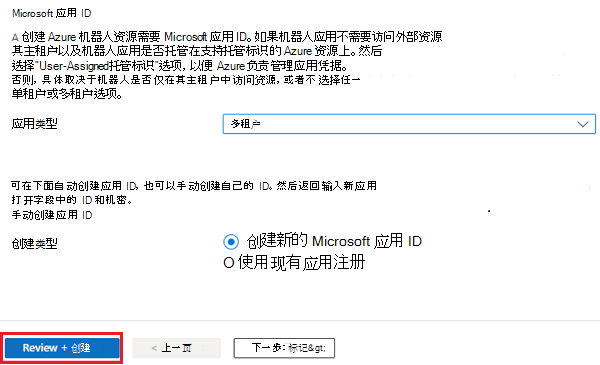 Microsoft 应用 ID
A 创建 Azure 机器人资源需要 Microsoft 应用 ID。如果机器人应用不需要访问外部资源
其主租户以及机器人应用是否托管在支持托管标识的 Azure 资源上。然后
选择"User-Assigned托管标识"选项，以便 Azure 负责管理应用凭据。
否则，具体取决于机器人是否仅在其主租户中访问资源，或者不选择任一
单租户或多租户选项。
应用类型
多租户
可在下面自动创建应用 ID，也可以手动创建自己的 ID。然后返回输入新应用
打开字段中的 ID和机密。
手动创建应用 ID
创建类型
创建新的 Microsoft 应用 ID
O 使用现有应用注册
Review + 创建
< 上一页
下一步: 标记&gt;